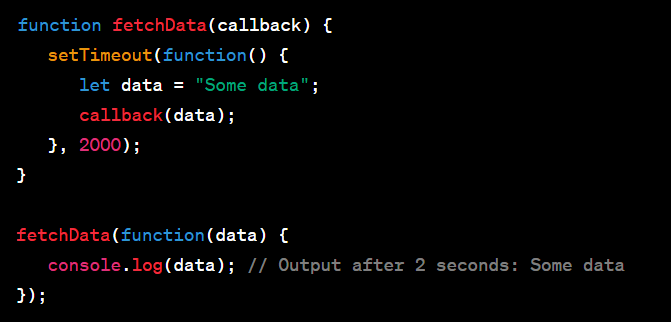 function fetchData(callback) {
   setTimeout(function() {
      let data = "Some data";
      callback(data);
   }, 2000);
}

fetchData(function(data) {
   console.log(data); // Output after 2 seconds: Some data
});